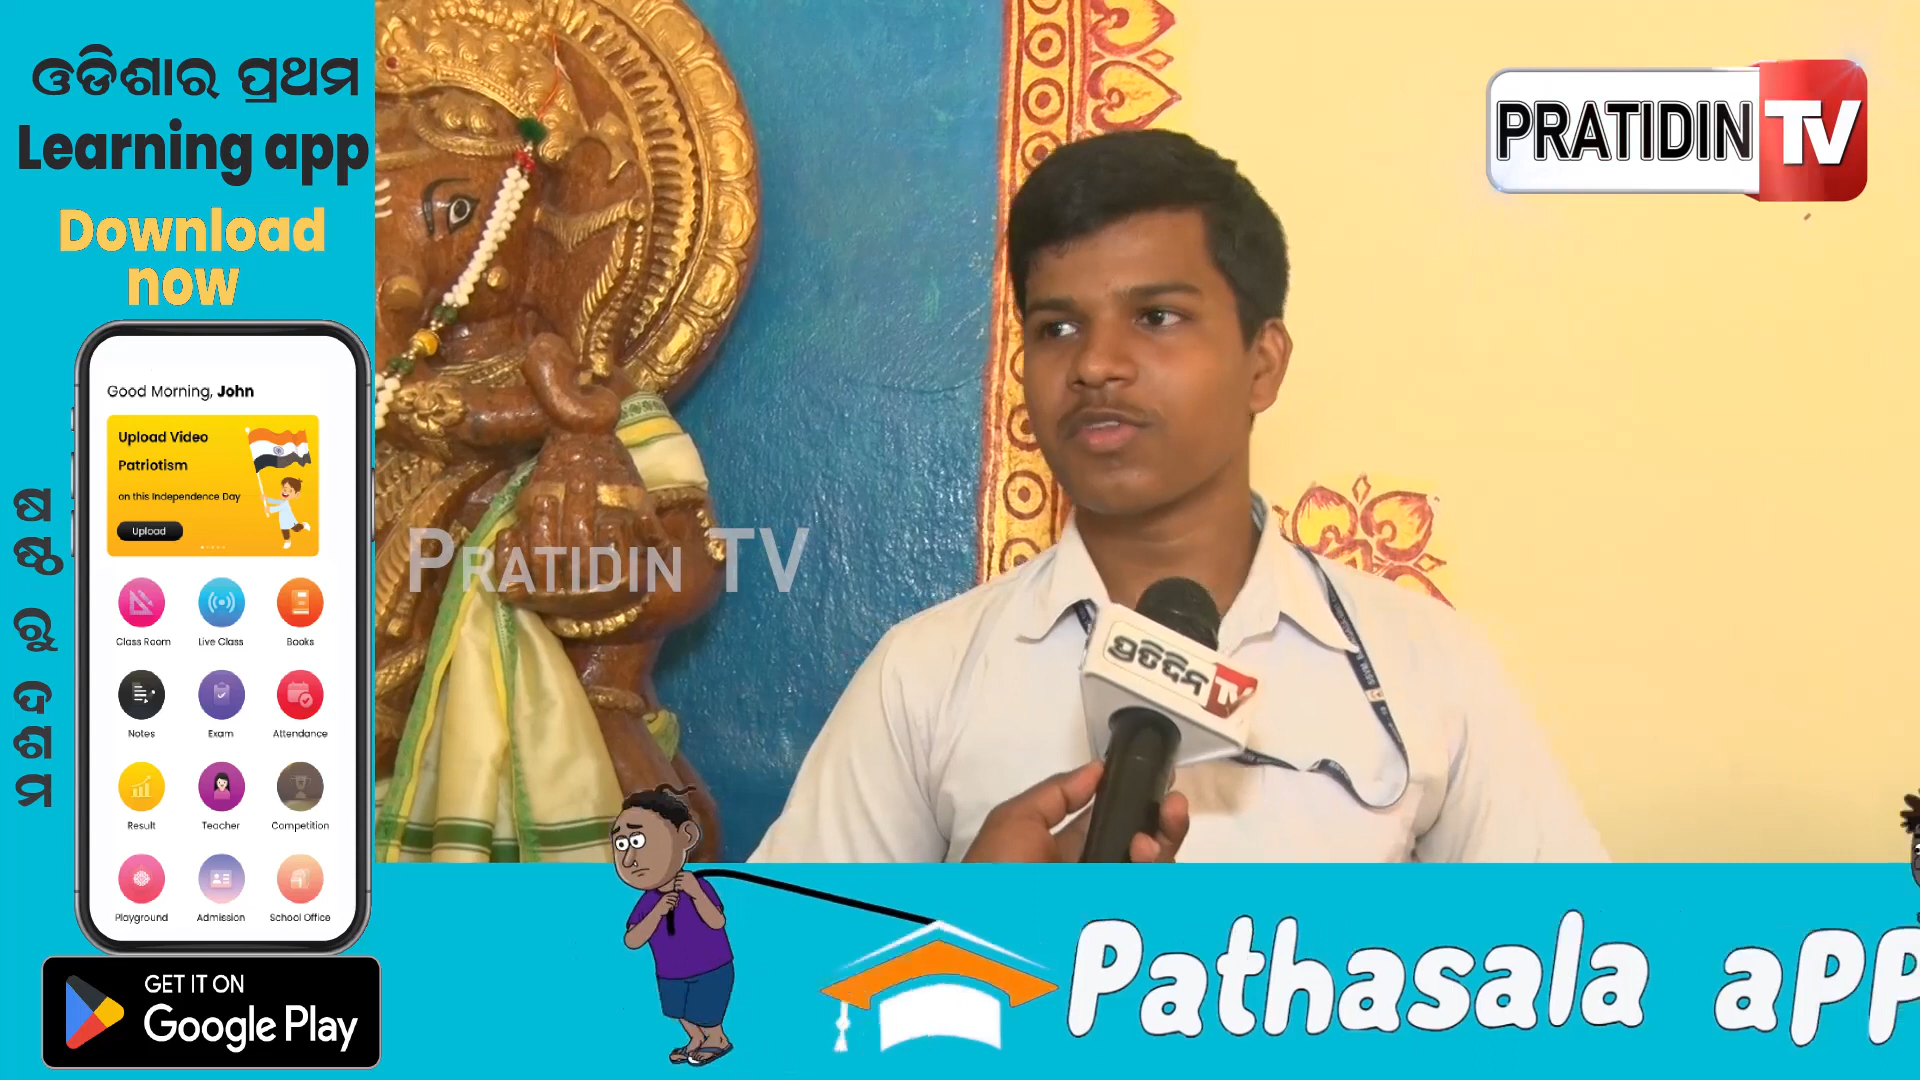 ଓଡିଶାର ପ୍ରଥମ
Learning app
Download
now
ଷଷ୍ଠ ରୁ ଦଶମ
Good Morning, John
Upload Video
Patriotism
on this Independence Day
Upload
Class Room
Live Class
Books
Notes
Exam
Attendance
Result
Teacher
Competition
Playground
Admission
School Office
GET IT ON
Google Play
PRATIDIN TV
PRATIDIN TV
ପ୍ରତିଦିନ TV
Pathasala aPP